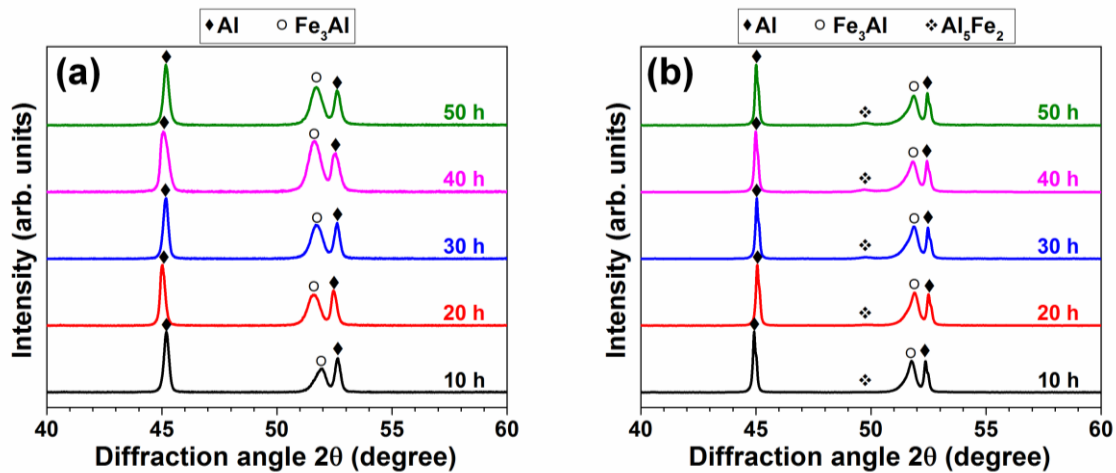 ♦ Al ○ Fe₃Al
(a)
50 h
40 h
30 h
20 h
10 h
Intensity (arb. units)
40 45 50 55 60
Diffraction angle 2θ (degree)
♦ Al ○ Fe₃Al ❖ Al₅Fe₂
(b)
50 h
40 h
30 h
20 h
10 h
Intensity (arb. units)
40 45 50 55 60
Diffraction angle 2θ (degree)